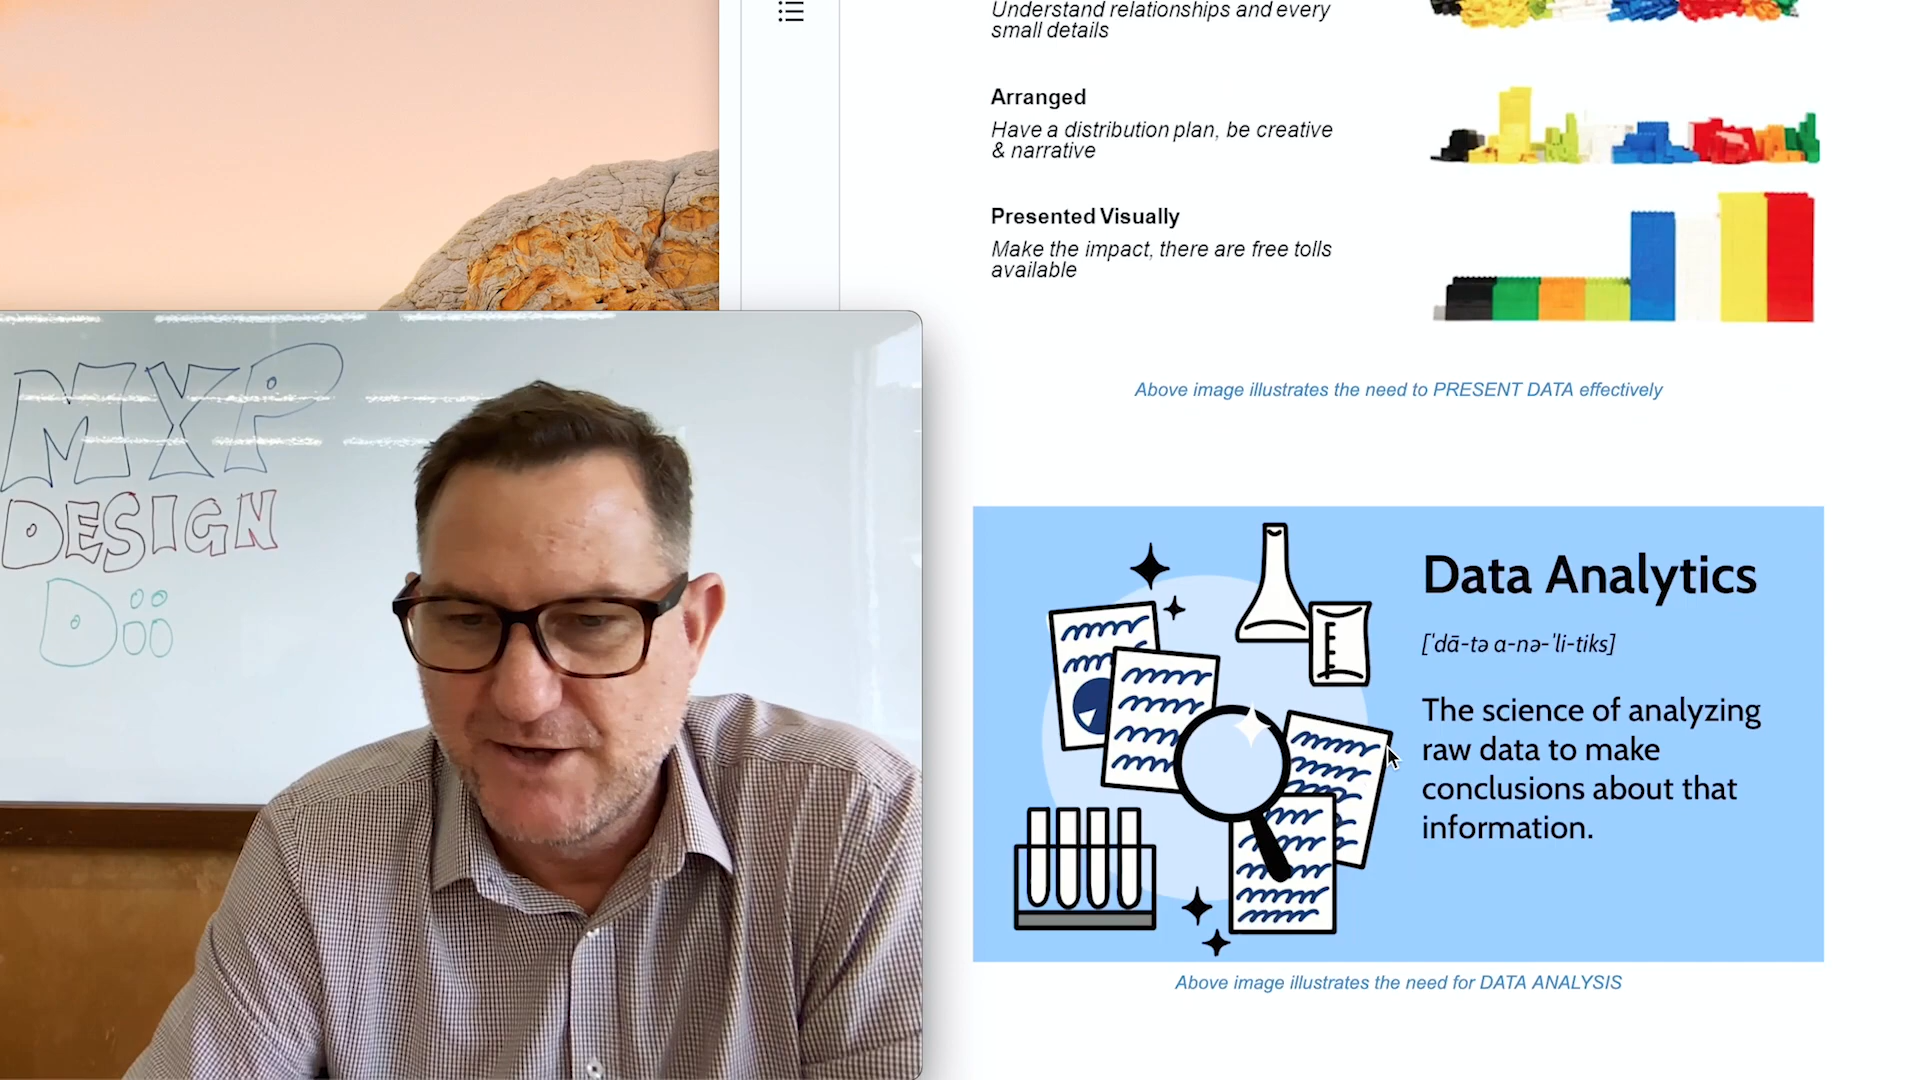 Understand relationships and every
small details
Arranged
Have a distribution plan, be creative
& narrative
Presented Visually
Make the impact, there are free tolls
available
Above image illustrates the need to PRESENT DATA effectively
MYP
DESIGN
Data Analytics
['dā-tə ɑ-nə-'li-tiks]
The science of analyzing
raw data to make
conclusions about that
information.
Above image illustrates the need for DATA ANALYSIS